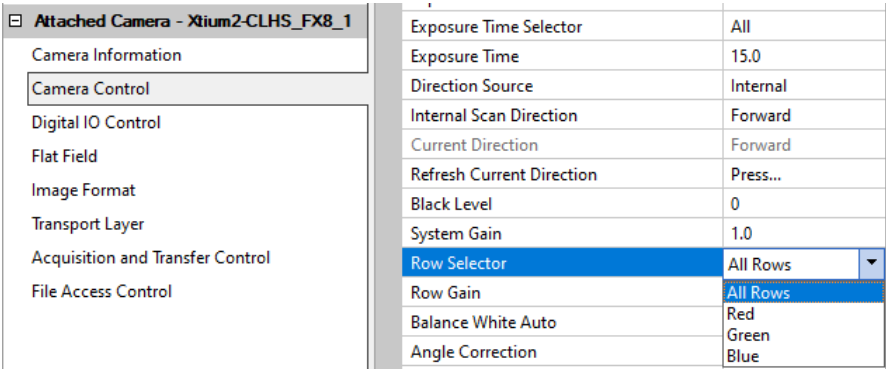 Attached Camera - Xtium2-CLHS_FX8_1
Camera Information
Camera Control
Digital IO Control
Flat Field
Image Format
Transport Layer
Acquisition and Transfer Control
File Access Control
Exposure Time Selector All
Exposure Time 15.0
Direction Source Internal
Internal Scan Direction Forward
Current Direction Forward
Refresh Current Direction Press...
Black Level 0
System Gain 1.0
Row Selector All Rows
Row Gain All Rows
Red
Balance White Auto Green
Angle Correction Blue